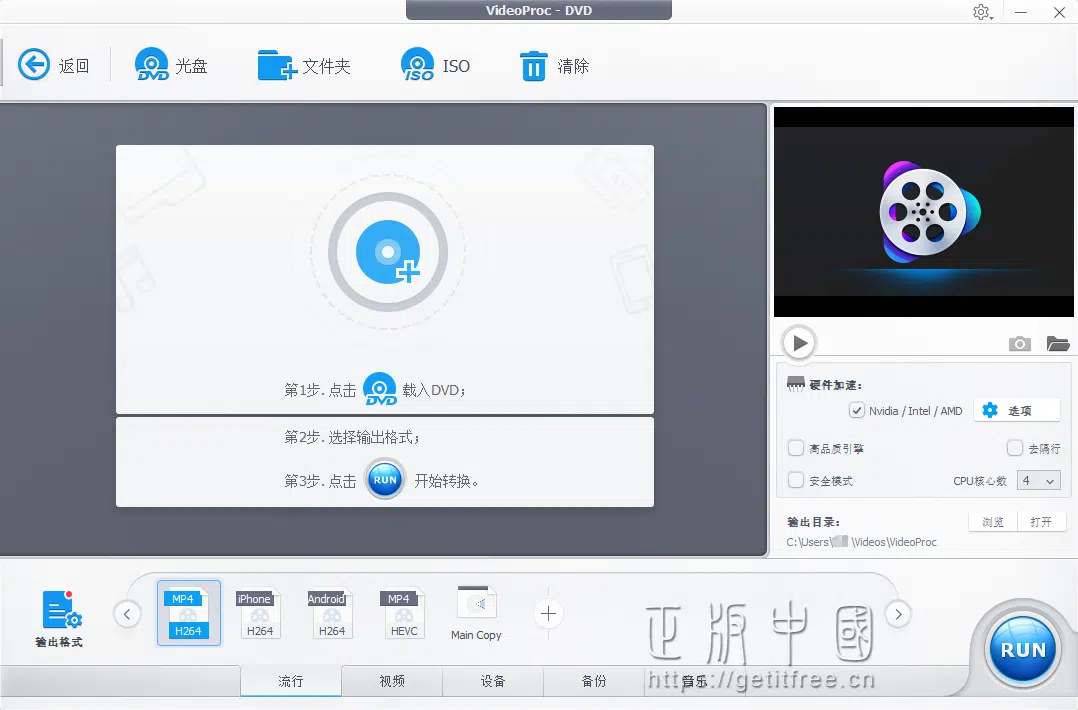 VideoProc - DVD
返回
DVD 光盘
文件夹
ISO ISO
清除
第1步. 点击 DVD 载入DVD；
第2步. 选择输出格式；
第3步. 点击 RUN 开始转换。
硬件加速：
Nvidia / Intel / AMD 选项
高品质引擎 去隔行
安全模式 CPU核心数 4
输出目录： 浏览 打开
C:\Users\ \Videos\VideoProc
输出格式
MP4 H264
iPhone H264
Android H264
MP4 HEVC
Main Copy
正版中國
http://getitfree.cn
RUN
流行 视频 设备 备份 音乐